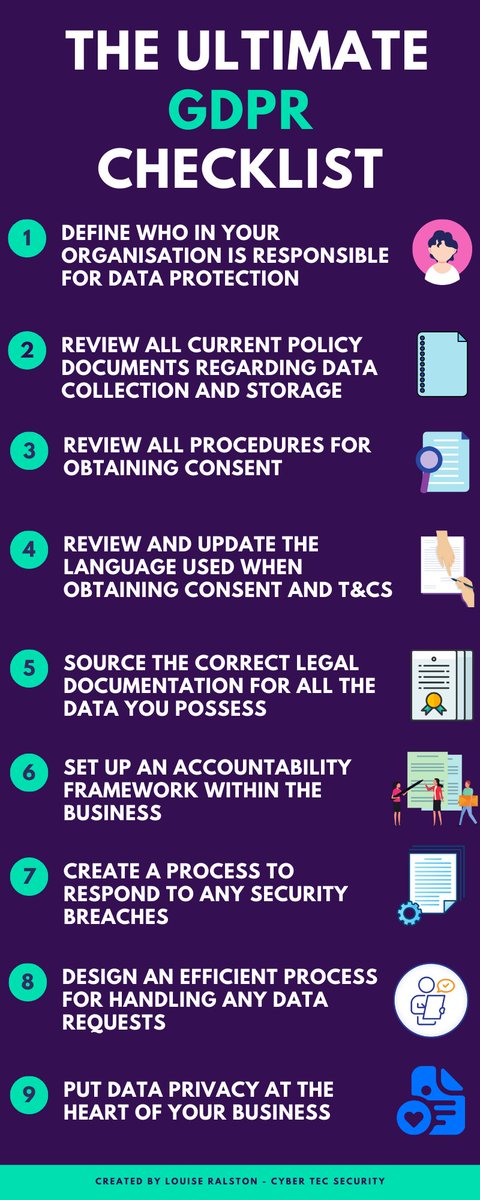 THE ULTIMATE
GDPR
CHECKLIST
1
DEFINE WHO IN YOUR
ORGANISATION IS RESPONSIBLE
FOR DATA PROTECTION
2
REVIEW ALL CURRENT POLICY
DOCUMENTS REGARDING DATA
COLLECTION AND STORAGE
3
REVIEW ALL PROCEDURES FOR
OBTAINING CONSENT
4
REVIEW AND UPDATE THE
LANGUAGE USED WHEN
OBTAINING CONSENT AND T&CS
5
SOURCE THE CORRECT LEGAL
DOCUMENTATION FOR ALL THE
DATA YOU POSSESS
6
SET UP AN ACCOUNTABILITY
FRAMEWORK WITHIN THE
BUSINESS
7
CREATE A PROCESS TO
RESPOND TO ANY SECURITY
BREACHES
8
DESIGN AN EFFICIENT PROCESS
FOR HANDLING ANY DATA
REQUESTS
9
PUT DATA PRIVACY AT THE
HEART OF YOUR BUSINESS
CREATED BY LOUISE RALSTON - CYBER TEC SECURITY